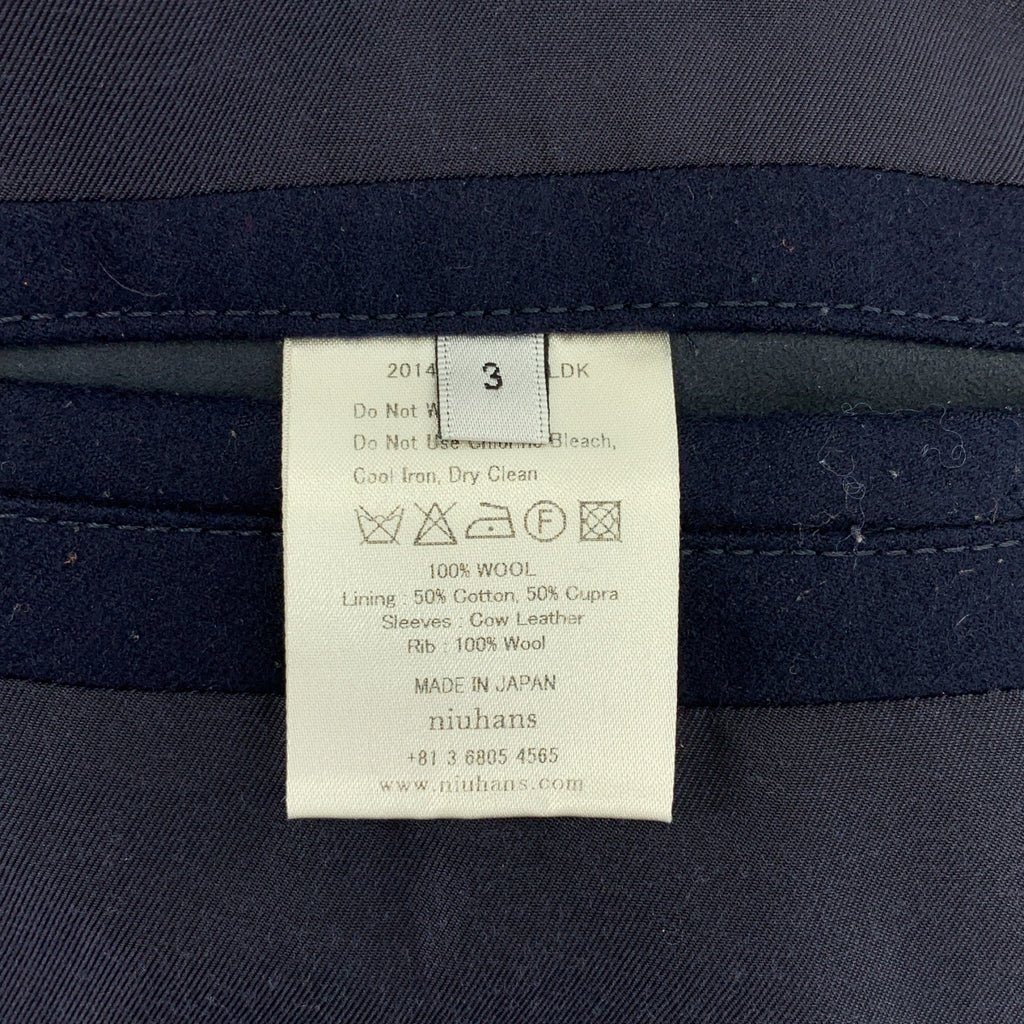 3
2014 LDK
Do Not
Do Not Use Chlorine Bleach,
Cool Iron, Dry Clean
F
100% WOOL
Lining : 50% Cotton, 50% Cupra
Sleeves : Cow Leather
Rib : 100% Wool
MADE IN JAPAN
niuhans
+81 3 6805 4565
www.niuhans.com